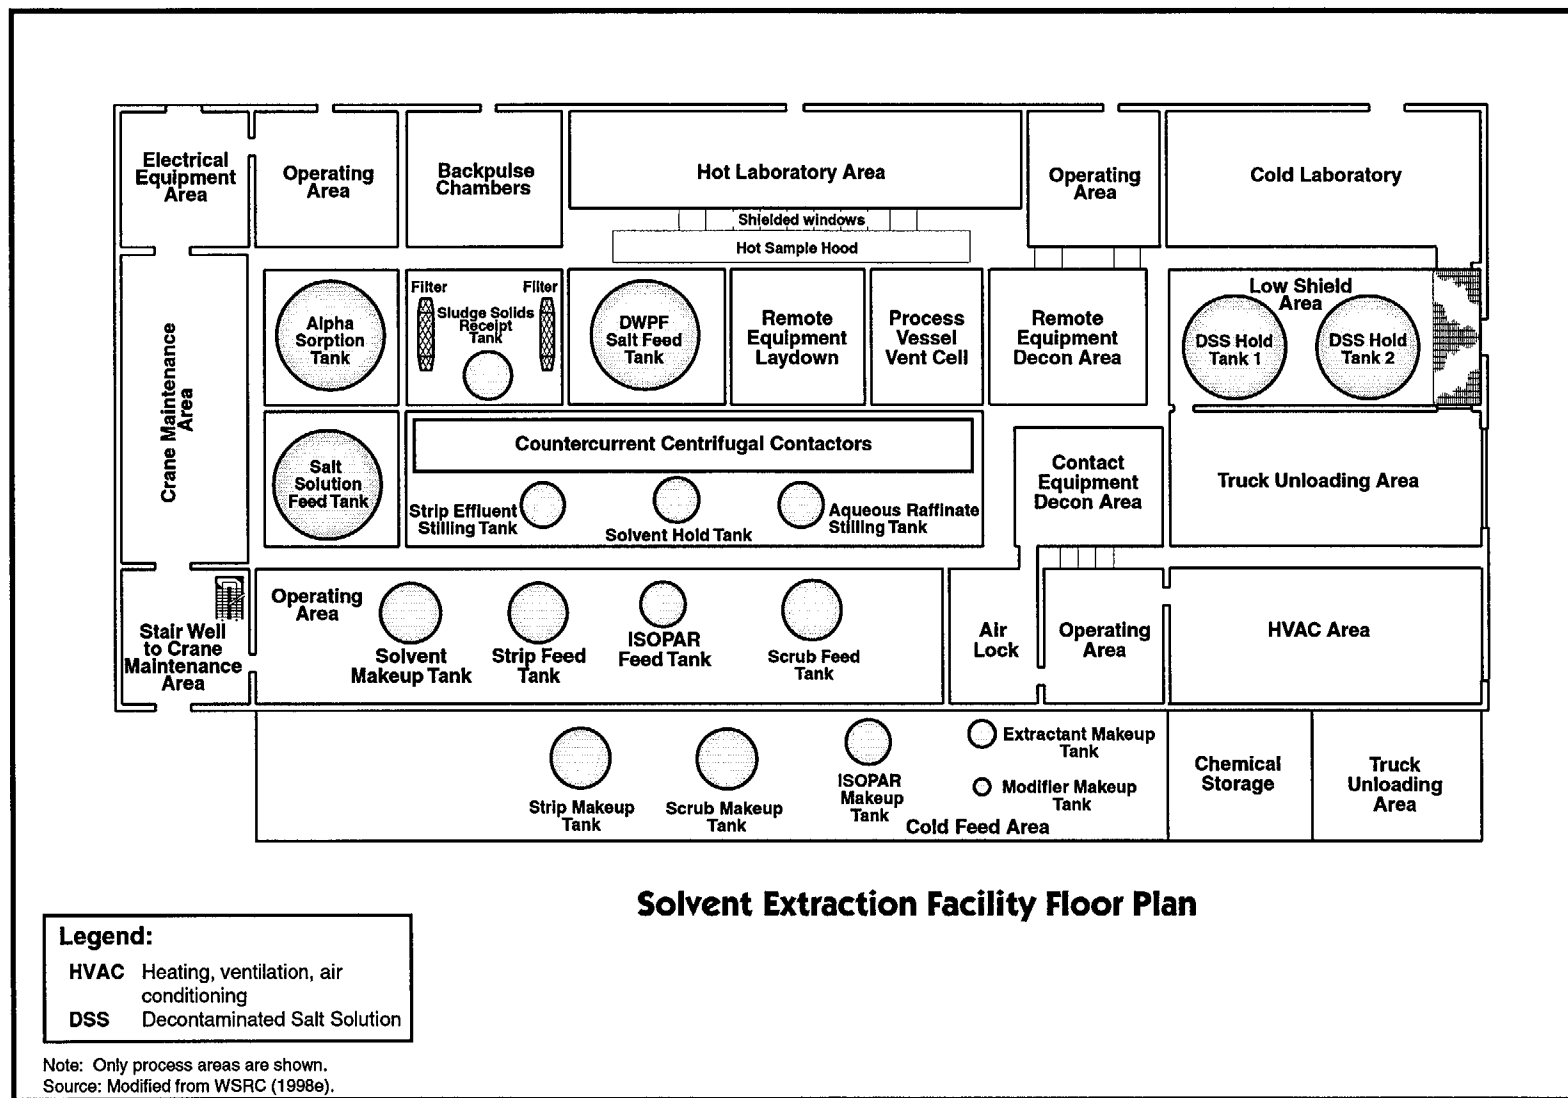 Electrical
Equipment
Area
Operating
Area
Backpulse
Chambers
Hot Laboratory Area
Operating
Area
Cold Laboratory
Shielded windows
Hot Sample Hood
Crane Maintenance
Area
Alpha
Sorption
Tank
Filter
Filter
Sludge Solids
Receipt
Tank
DWPF
Salt Feed
Tank
Remote
Equipment
Laydown
Process
Vessel
Vent Cell
Remote
Equipment
Decon Area
Low Shield
Area
DSS Hold
Tank 1
DSS Hold
Tank 2
Salt
Solution
Feed Tank
Countercurrent Centrifugal Contactors
Strip Effluent
Stilling Tank
Solvent Hold Tank
Aqueous Raffinate
Stilling Tank
Contact
Equipment
Decon Area
Truck Unloading Area
Stair Well
to Crane
Maintenance
Area
Operating
Area
Solvent
Makeup Tank
Strip Feed
Tank
ISOPAR
Feed Tank
Scrub Feed
Tank
Air
Lock
Operating
Area
HVAC Area
Strip Makeup
Tank
Scrub Makeup
Tank
ISOPAR
Makeup
Tank
Extractant Makeup
Tank
Modifier Makeup
Tank
Cold Feed Area
Chemical
Storage
Truck
Unloading
Area
Solvent Extraction Facility Floor Plan
Legend:
HVAC Heating, ventilation, air
conditioning
DSS Decontaminated Salt Solution
Note: Only process areas are shown.
Source: Modified from WSRC (1998e).